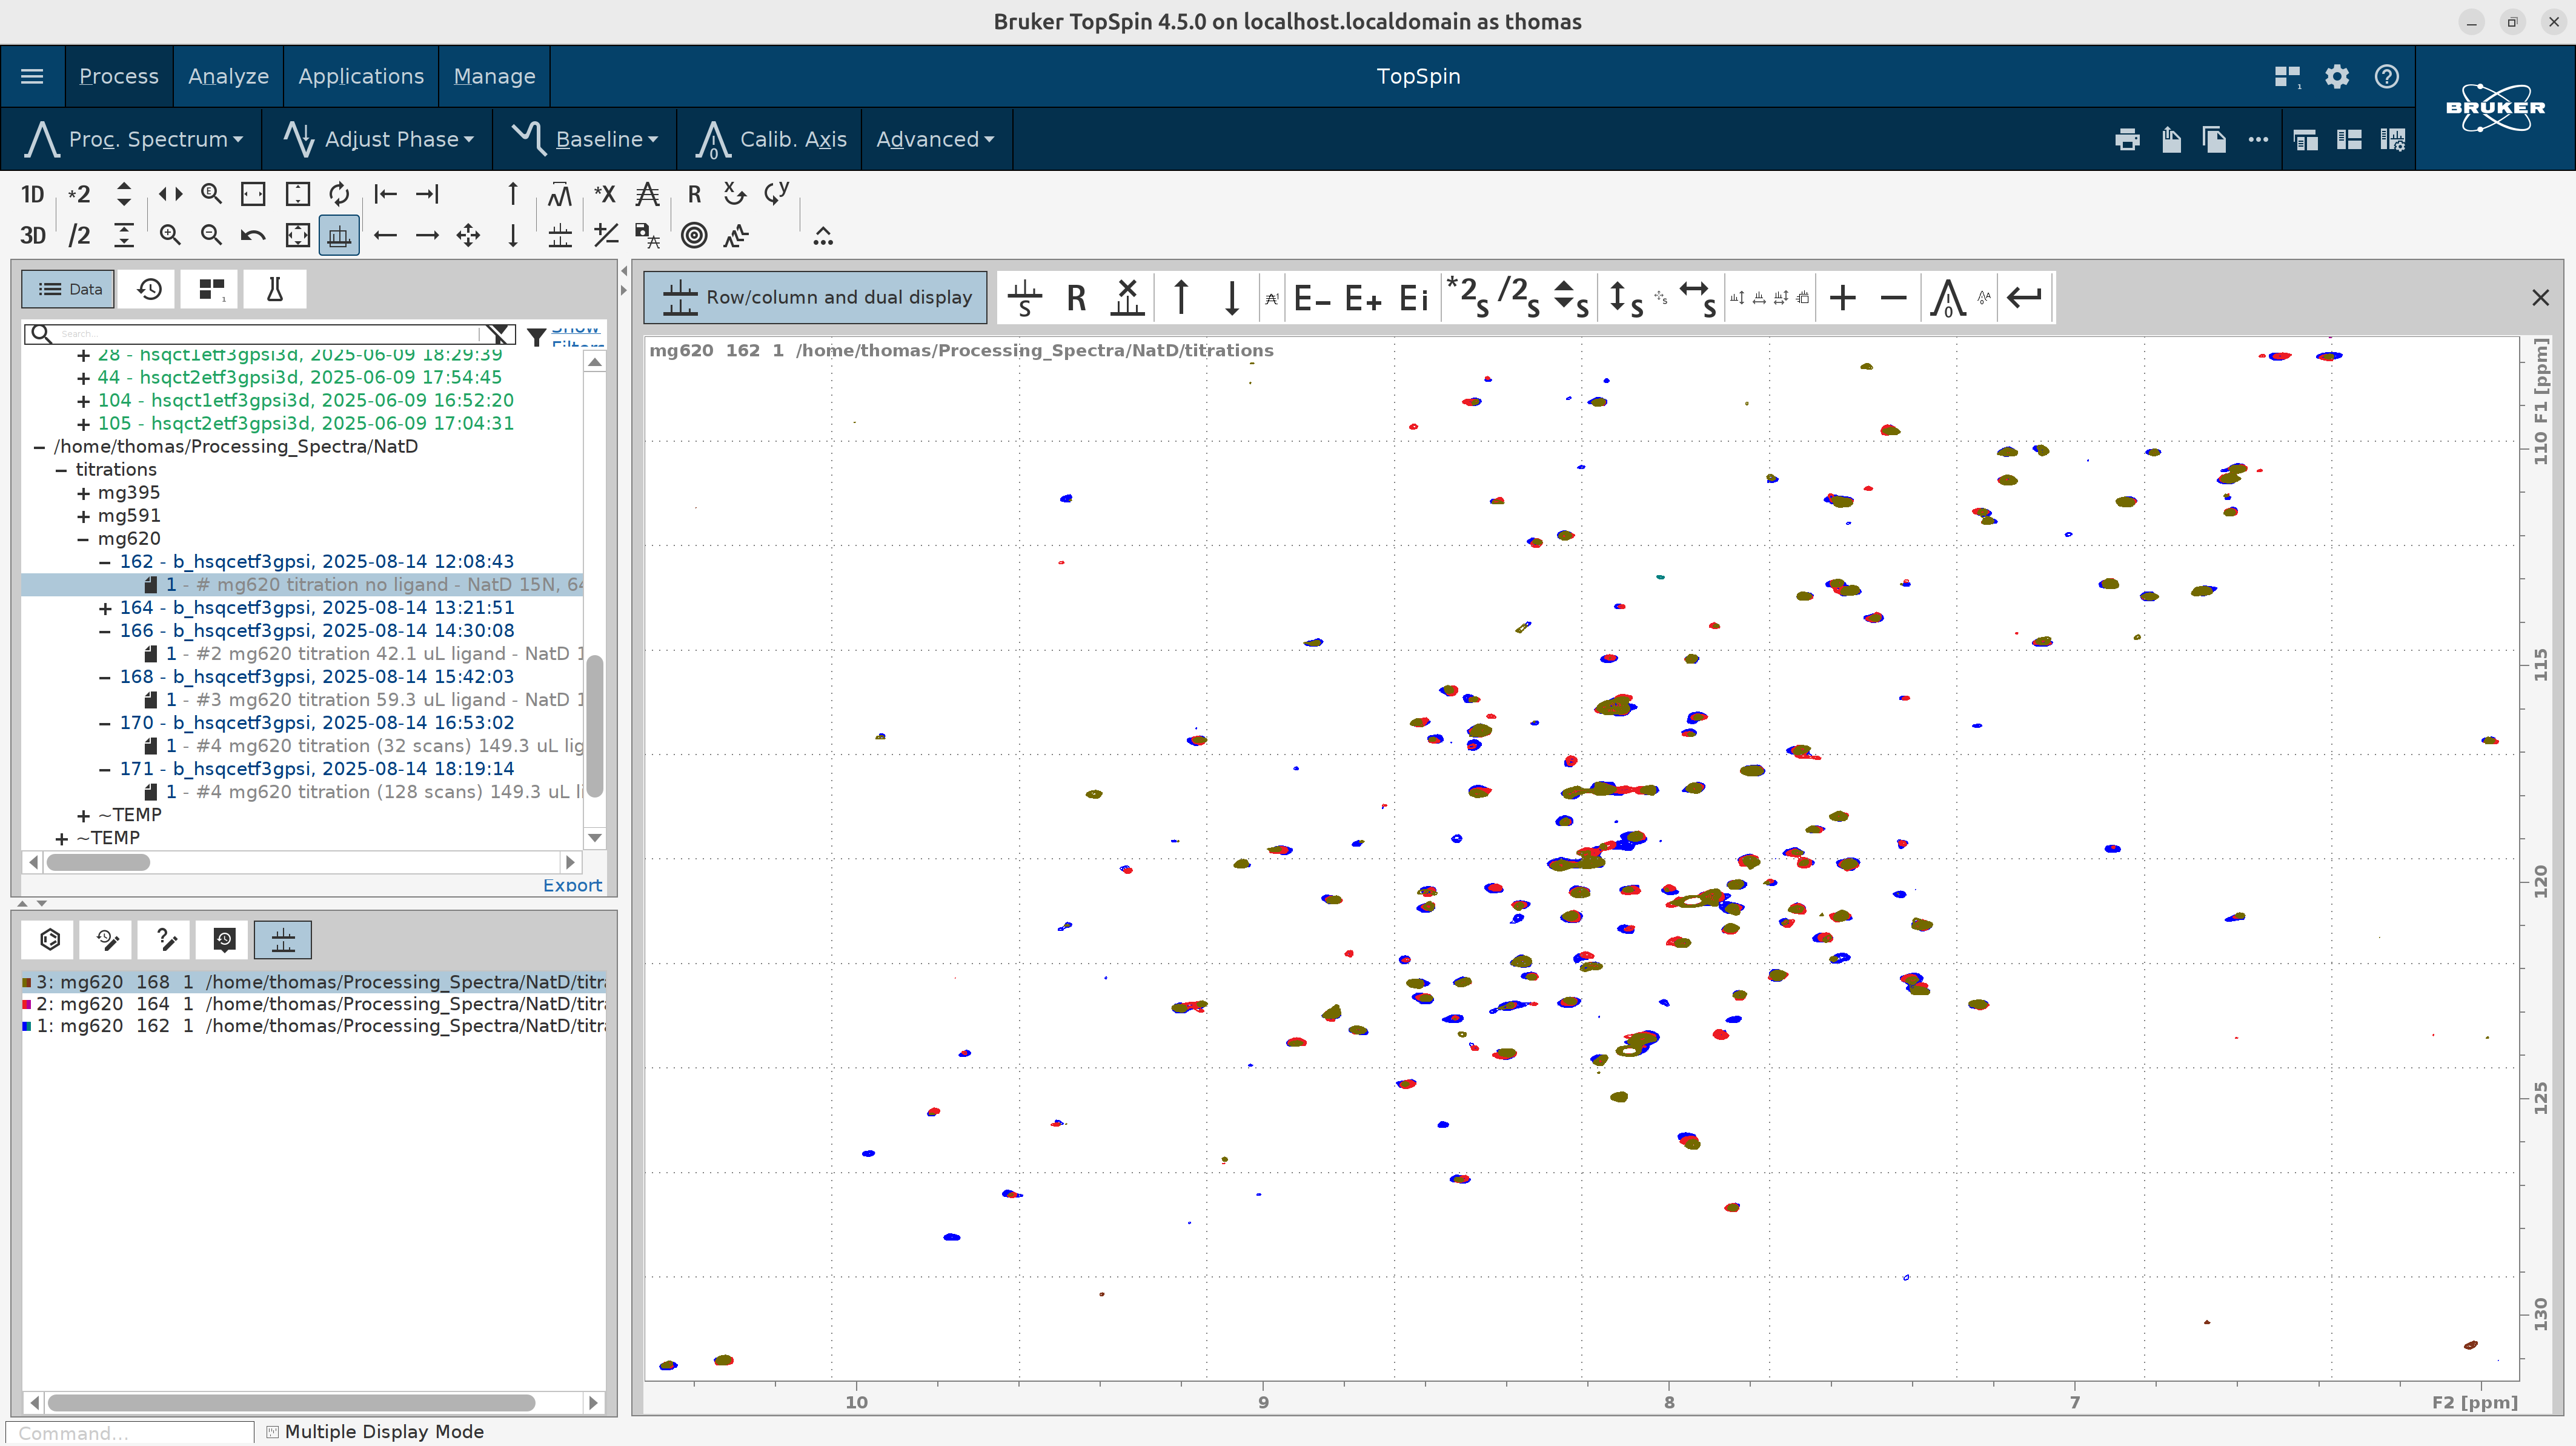 Bruker TopSpin 4.5.0 on localhost.localdomain as thomas
Process Analyze Applications Manage TopSpin
BRUKER
Proc. Spectrum Adjust Phase Baseline Calib. Axis Advanced
1D *2 *X R x y
3D /2
Data
Row/column and dual display S R E- E+ Ei *2s /2s s s s
Search...
Show
Filters
28 - hsqct1etf3gpsi3d, 2025-06-09 18:29:39
44 - hsqct2etf3gpsi3d, 2025-06-09 17:54:45
104 - hsqct1etf3gpsi3d, 2025-06-09 16:52:20
105 - hsqct2etf3gpsi3d, 2025-06-09 17:04:31
/home/thomas/Processing_Spectra/NatD
titrations
mg395
mg591
mg620
162 - b_hsqcetf3gpsi, 2025-08-14 12:08:43
1 - # mg620 titration no ligand - NatD 15N, 64
164 - b_hsqcetf3gpsi, 2025-08-14 13:21:51
166 - b_hsqcetf3gpsi, 2025-08-14 14:30:08
1 - #2 mg620 titration 42.1 uL ligand - NatD 1
168 - b_hsqcetf3gpsi, 2025-08-14 15:42:03
1 - #3 mg620 titration 59.3 uL ligand - NatD 1
170 - b_hsqcetf3gpsi, 2025-08-14 16:53:02
1 - #4 mg620 titration (32 scans) 149.3 uL lig
171 - b_hsqcetf3gpsi, 2025-08-14 18:19:14
1 - #4 mg620 titration (128 scans) 149.3 uL li
~TEMP
~TEMP
Export
3: mg620 168 1 /home/thomas/Processing_Spectra/NatD/titra
2: mg620 164 1 /home/thomas/Processing_Spectra/NatD/titra
1: mg620 162 1 /home/thomas/Processing_Spectra/NatD/titra
Command...
Multiple Display Mode
mg620 162 1 /home/thomas/Processing_Spectra/NatD/titrations
F1 [ppm]
110
115
120
125
130
10 9 8 7 F2 [ppm]